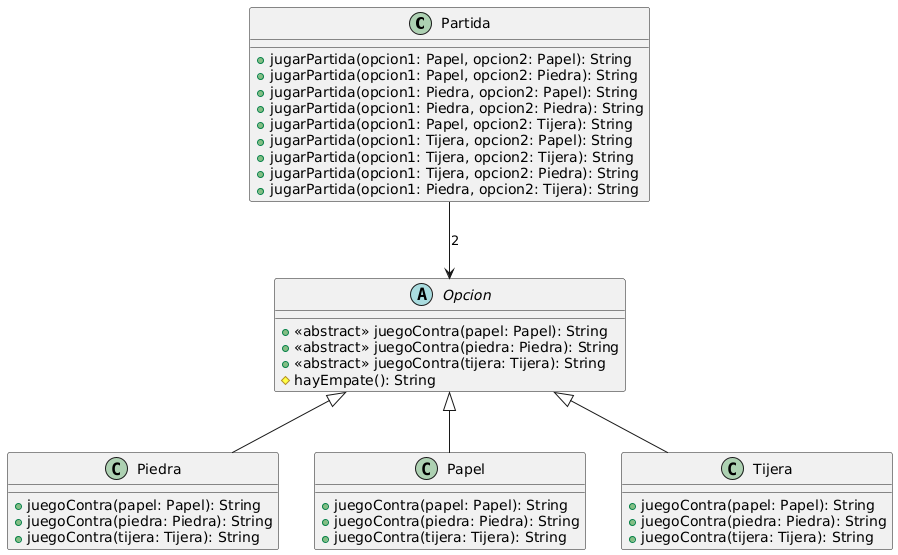 C Partida
jugarPartida(opcion1: Papel, opcion2: Papel): String
jugarPartida(opcion1: Papel, opcion2: Piedra): String
jugarPartida(opcion1: Piedra, opcion2: Papel): String
jugarPartida(opcion1: Piedra, opcion2: Piedra): String
jugarPartida(opcion1: Papel, opcion2: Tijera): String
jugarPartida(opcion1: Tijera, opcion2: Papel): String
jugarPartida(opcion1: Tijera, opcion2: Tijera): String
jugarPartida(opcion1: Tijera, opcion2: Piedra): String
jugarPartida(opcion1: Piedra, opcion2: Tijera): String
2
A Opcion
«abstract» juegoContra(papel: Papel): String
«abstract» juegoContra(piedra: Piedra): String
«abstract» juegoContra(tijera: Tijera): String
hayEmpate(): String
C Piedra
juegoContra(papel: Papel): String
juegoContra(piedra: Piedra): String
juegoContra(tijera: Tijera): String
C Papel
juegoContra(papel: Papel): String
juegoContra(piedra: Piedra): String
juegoContra(tijera: Tijera): String
C Tijera
juegoContra(papel: Papel): String
juegoContra(piedra: Piedra): String
juegoContra(tijera: Tijera): String